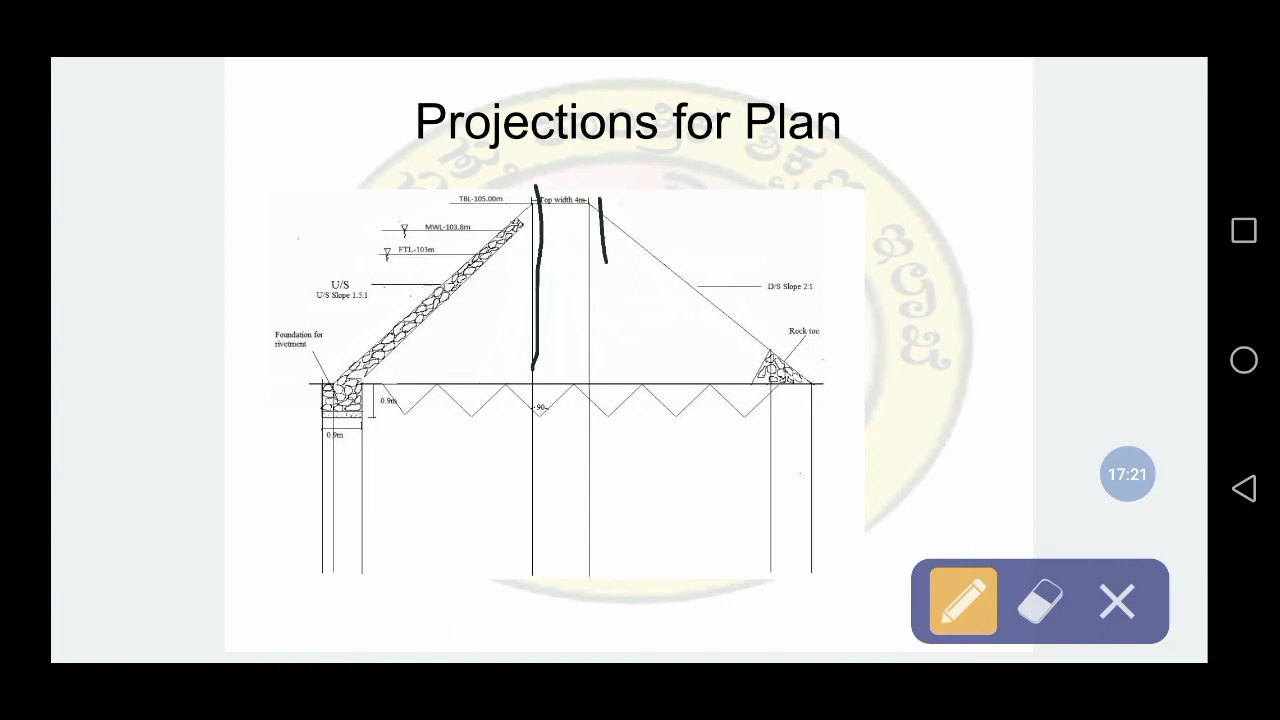 Projections for Plan
TBL-105.00m
Top width 4m
MWL-103.8m
FTL-103m
U/S
U/S Slope 1.5:1
D/S Slope 2:1
Foundation for
rivetment
Rock toe
0.9m
90
0.9m
17:21